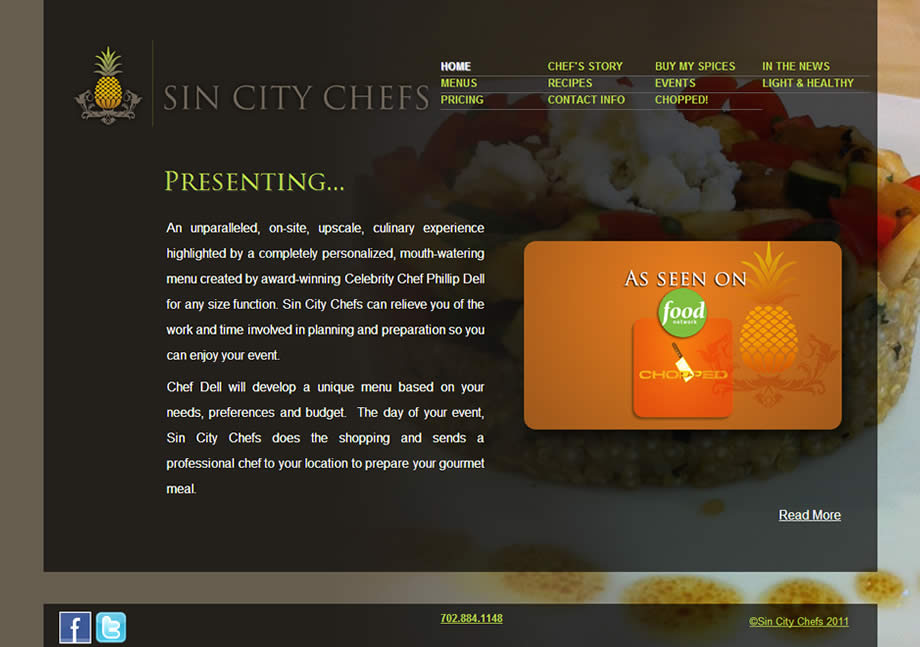 SIN CITY CHEFS
HOME CHEF'S STORY BUY MY SPICES IN THE NEWS
MENUS RECIPES EVENTS LIGHT & HEALTHY
PRICING CONTACT INFO CHOPPED!
PRESENTING...
An unparalleled, on-site, upscale, culinary experience
highlighted by a completely personalized, mouth-watering
menu created by award-winning Celebrity Chef Phillip Dell
for any size function. Sin City Chefs can relieve you of the
work and time involved in planning and preparation so you
can enjoy your event.
Chef Dell will develop a unique menu based on your
needs, preferences and budget. The day of your event,
Sin City Chefs does the shopping and sends a
professional chef to your location to prepare your gourmet
meal.
AS SEEN ON
food
network
CHOPPED
Read More
f t
702.884.1148
©Sin City Chefs 2011